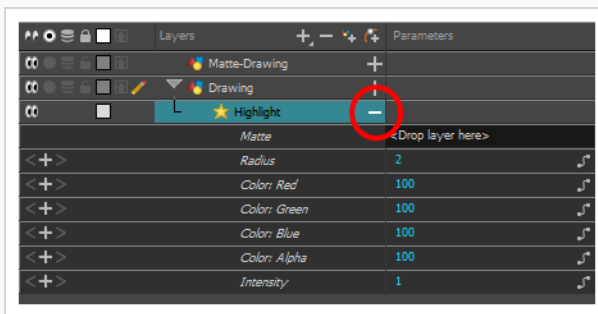 Layers Parameters
Matte-Drawing
Drawing
Highlight
Matte <Drop layer here>
Radius 2
Color: Red 100
Color: Green 100
Color: Blue 100
Color: Alpha 100
Intensity 1